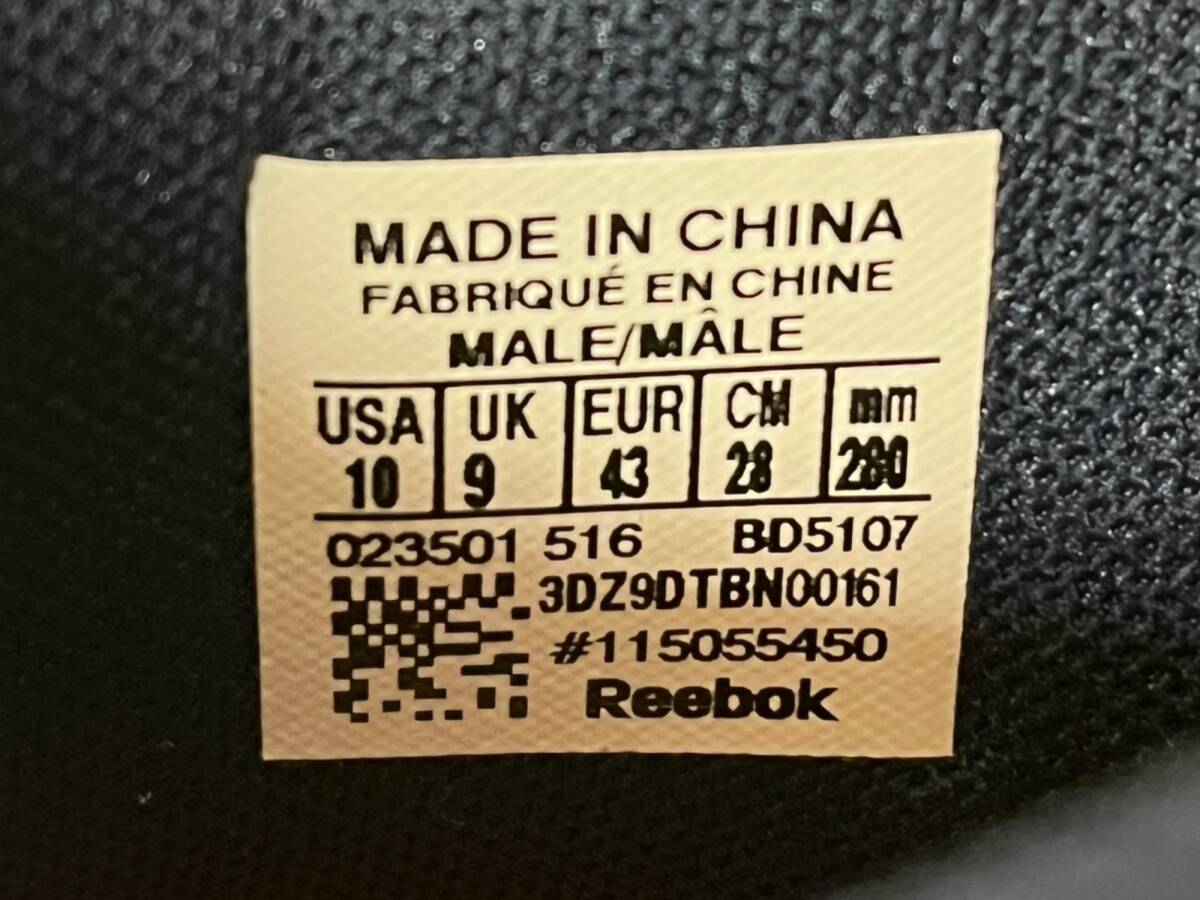 MADE IN CHINA
FABRIQUÉ EN CHINE
MALE/MÂLE
USA UK EUR CM mm
10 9 43 28 280
023501 516 BD5107
3DZ9DTBN00161
#115055450
Reebok